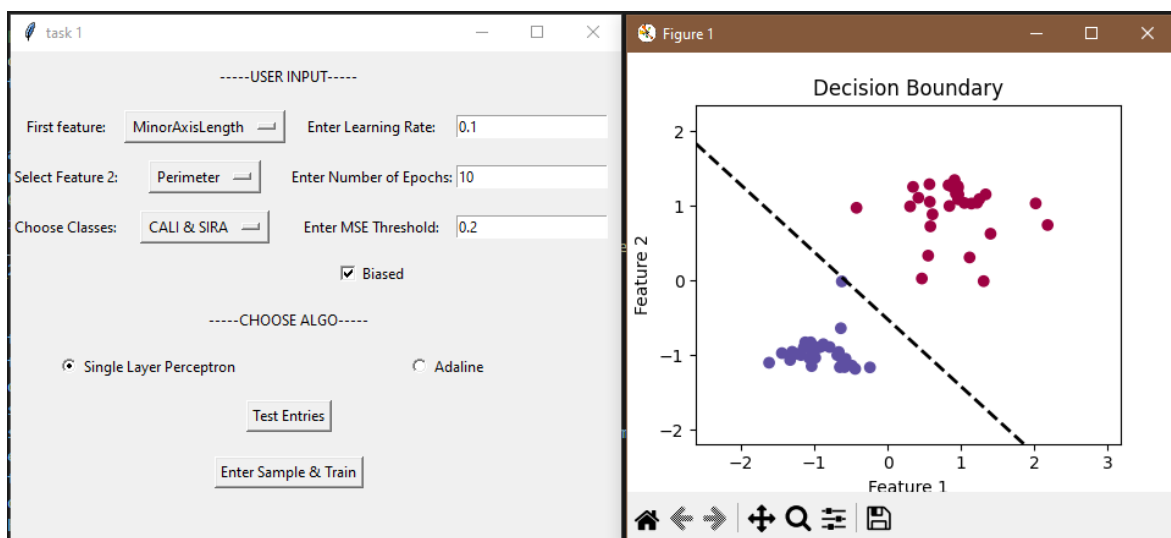 task 1
-----USER INPUT-----
First feature: MinorAxisLength Enter Learning Rate: 0.1
Select Feature 2: Perimeter Enter Number of Epochs: 10
Choose Classes: CALI & SIRA Enter MSE Threshold: 0.2
Biased
-----CHOOSE ALGO-----
Single Layer Perceptron Adaline
Test Entries
Enter Sample & Train
Figure 1
Decision Boundary
2
1
0
−1
−2
Feature 2
−2 −1 0 1 2 3
Feature 1